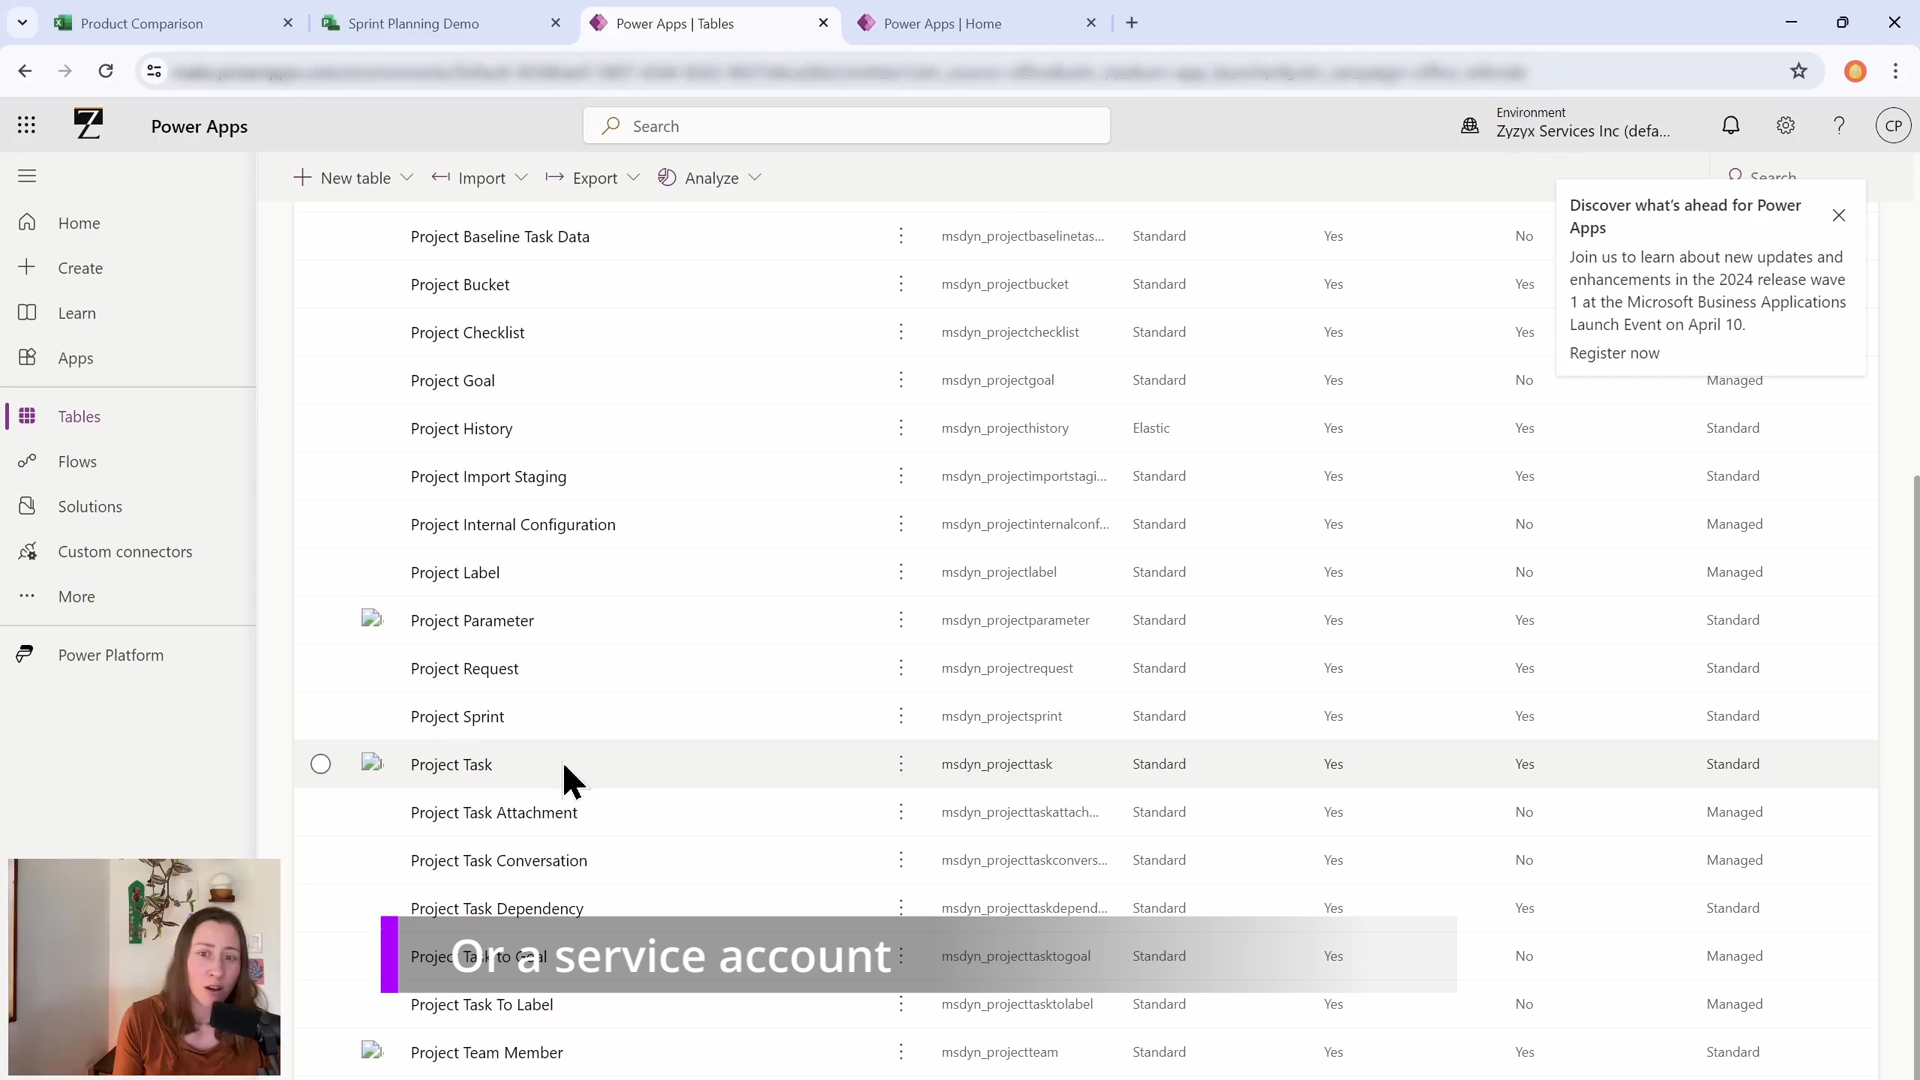 Product Comparison
Sprint Planning Demo
Power Apps | Tables
Power Apps | Home
Z
Power Apps
Search
Environment
Zyzyx Services Inc (defa...
CP
New table
Import
Export
Analyze
Search
Home
Create
Learn
Apps
Tables
Flows
Solutions
Custom connectors
More
Power Platform
Discover what's ahead for Power
Apps
Join us to learn about new updates and
enhancements in the 2024 release wave
1 at the Microsoft Business Applications
Launch Event on April 10.
Register now
Project Baseline Task Data msdyn_projectbaselinetas... Standard Yes No
Project Bucket msdyn_projectbucket Standard Yes Yes
Project Checklist msdyn_projectchecklist Standard Yes Yes
Project Goal msdyn_projectgoal Standard Yes No Managed
Project History msdyn_projecthistory Elastic Yes Yes Standard
Project Import Staging msdyn_projectimportstagi... Standard Yes Yes Standard
Project Internal Configuration msdyn_projectinternalconf... Standard Yes No Managed
Project Label msdyn_projectlabel Standard Yes No Managed
Project Parameter msdyn_projectparameter Standard Yes Yes Standard
Project Request msdyn_projectrequest Standard Yes Yes Standard
Project Sprint msdyn_projectsprint Standard Yes Yes Standard
Project Task msdyn_projecttask Standard Yes Yes Standard
Project Task Attachment msdyn_projecttaskattach... Standard Yes No Managed
Project Task Conversation msdyn_projecttaskconvers... Standard Yes No Managed
Project Task Dependency msdyn_projecttaskdepend... Standard Yes Yes Standard
Project Task to Goal msdyn_projecttasktogoal Standard Yes No Managed
Or a service account
Project Task To Label msdyn_projecttasktolabel Standard Yes No Managed
Project Team Member msdyn_projectteam Standard Yes Yes Standard